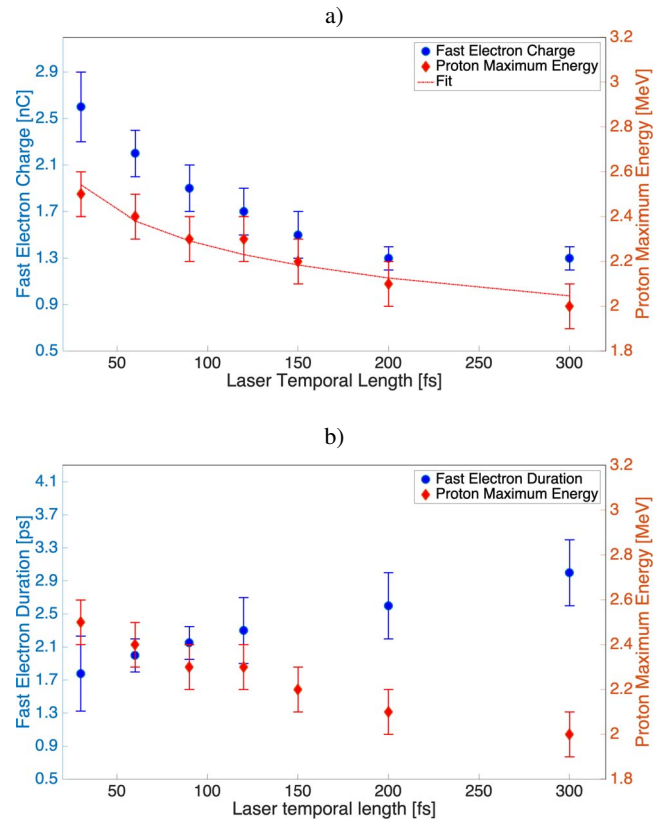 a)
Fast Electron Charge
Proton Maximum Energy
Fit
2.9
2.5
2.1
1.7
1.3
0.9
0.5
Fast Electron Charge [nC]
3.2
3
2.8
2.6
2.4
2.2
2
1.8
Proton Maximum Energy [MeV]
50 100 150 200 250 300
Laser Temporal Length [fs]
b)
Fast Electron Duration
Proton Maximum Energy
4.1
3.7
3.3
2.9
2.5
2.1
1.7
1.3
0.9
0.5
Fast Electron Duration [ps]
3.2
3
2.8
2.6
2.4
2.2
2
1.8
Proton Maximum Energy [MeV]
50 100 150 200 250 300
Laser temporal length [fs]